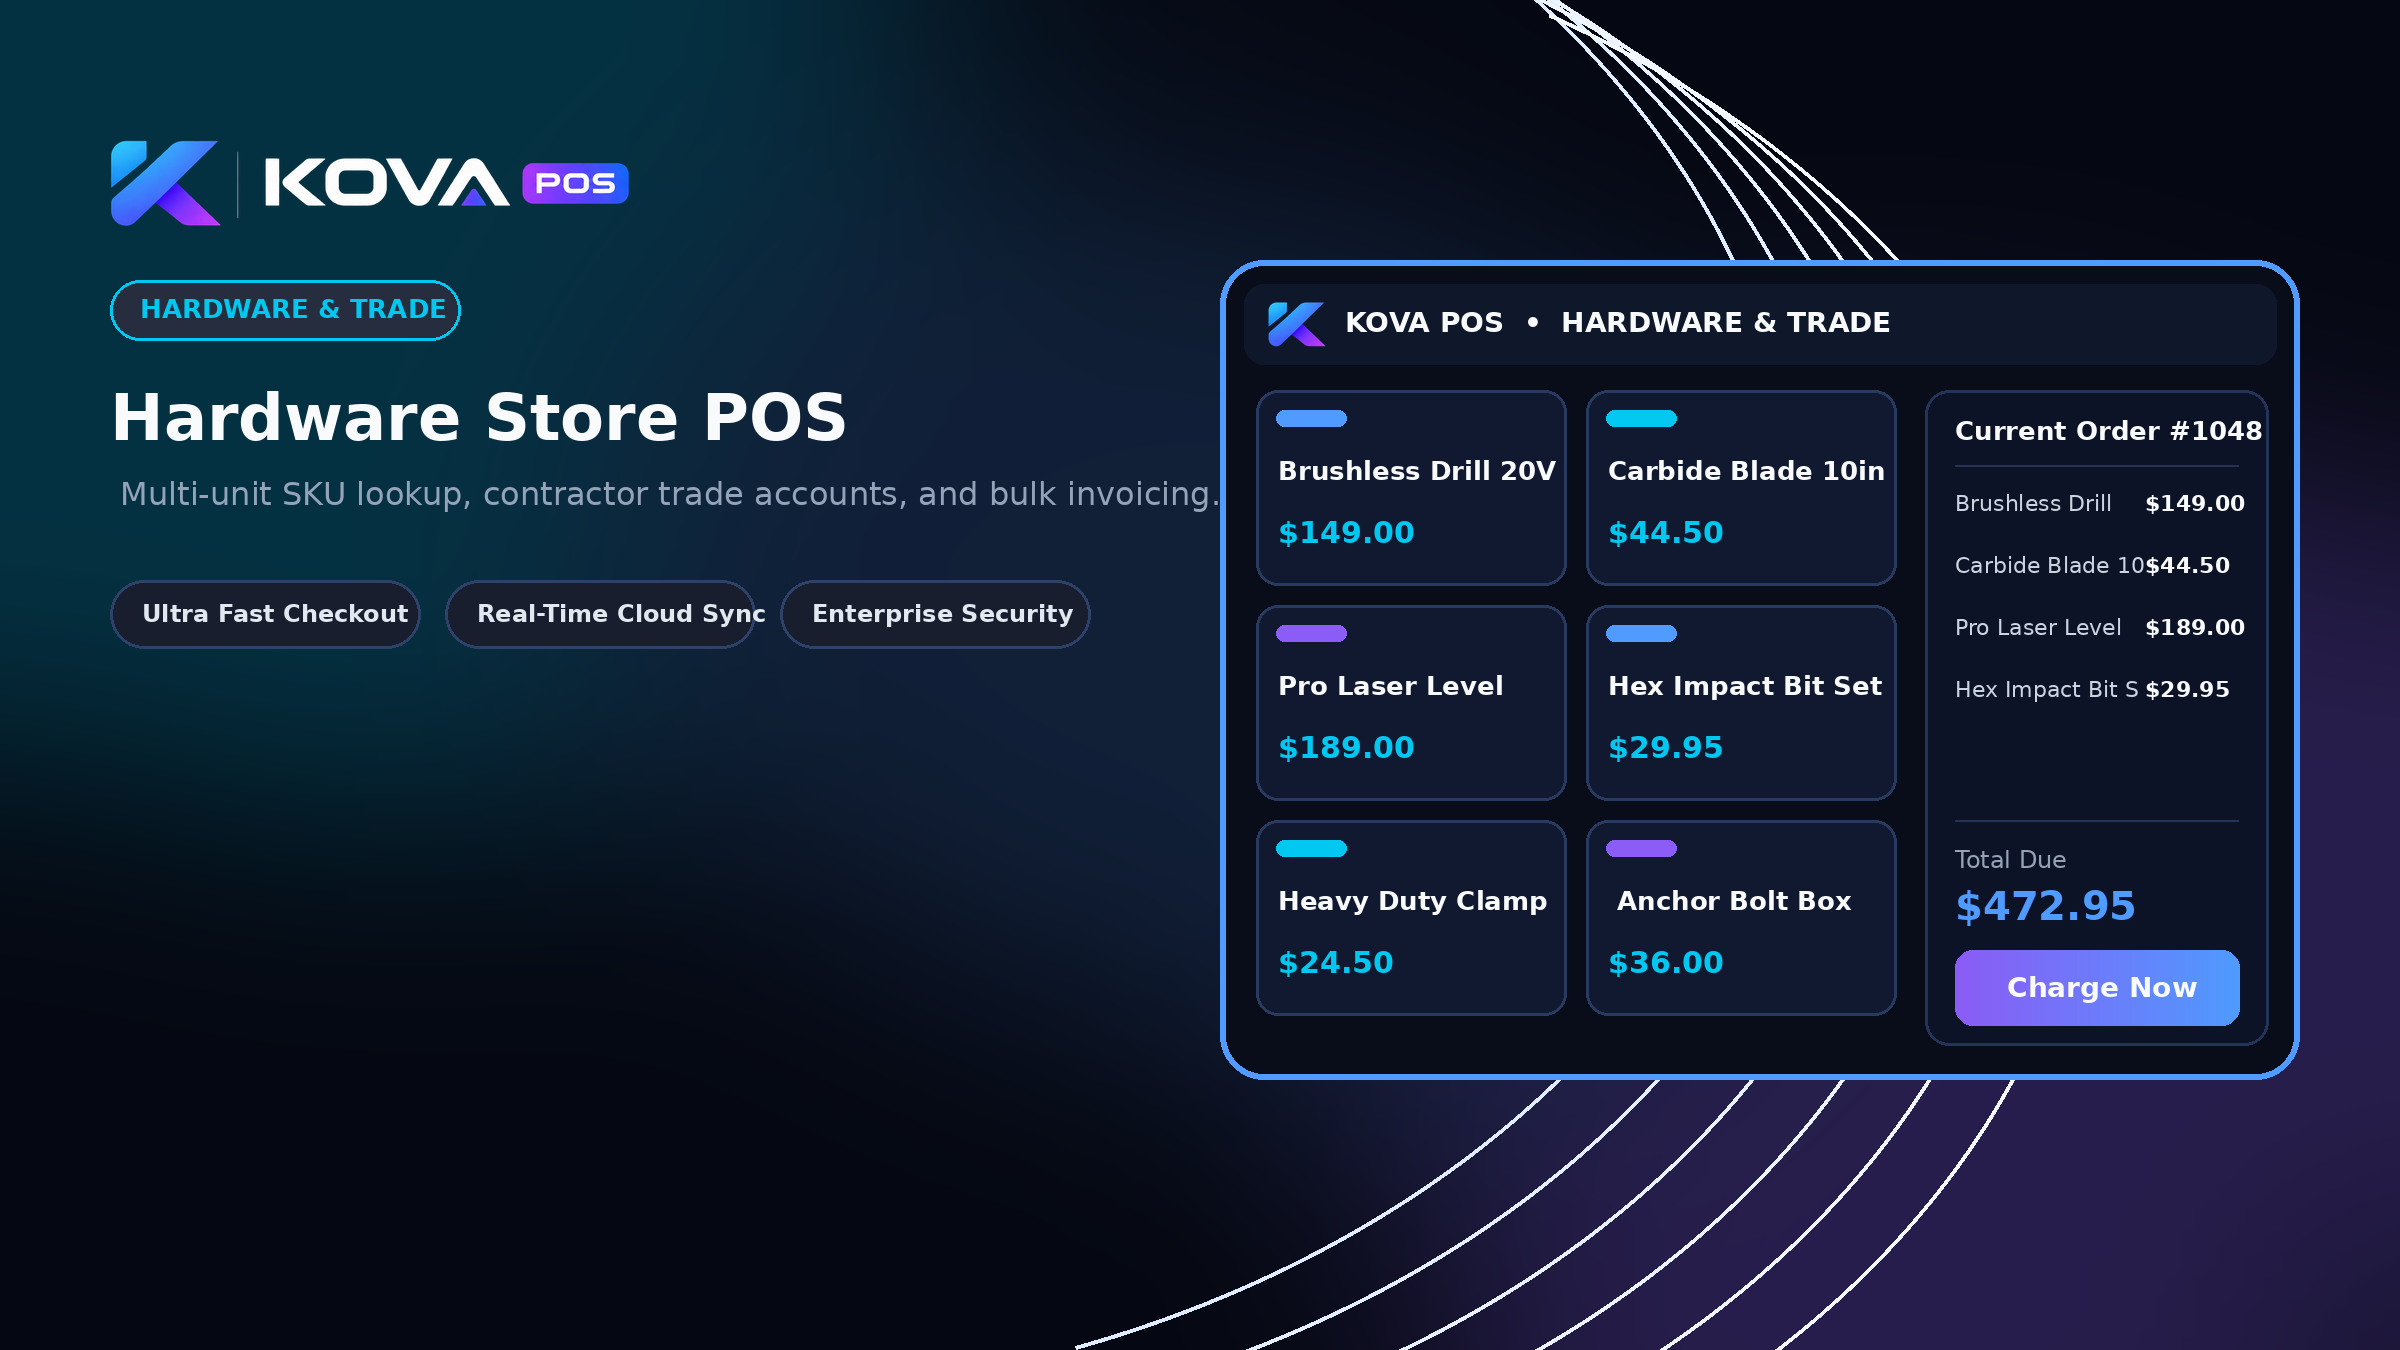 KOVA POS
HARDWARE & TRADE
Hardware Store POS
Multi-unit SKU lookup, contractor trade accounts, and bulk invoicing.
Ultra Fast Checkout
Real-Time Cloud Sync
Enterprise Security
KOVA POS • HARDWARE & TRADE
Brushless Drill 20V
$149.00
Carbide Blade 10in
$44.50
Pro Laser Level
$189.00
Hex Impact Bit Set
$29.95
Heavy Duty Clamp
$24.50
Anchor Bolt Box
$36.00
Current Order #1048
Brushless Drill $149.00
Carbide Blade 10 $44.50
Pro Laser Level $189.00
Hex Impact Bit S $29.95
Total Due
$472.95
Charge Now